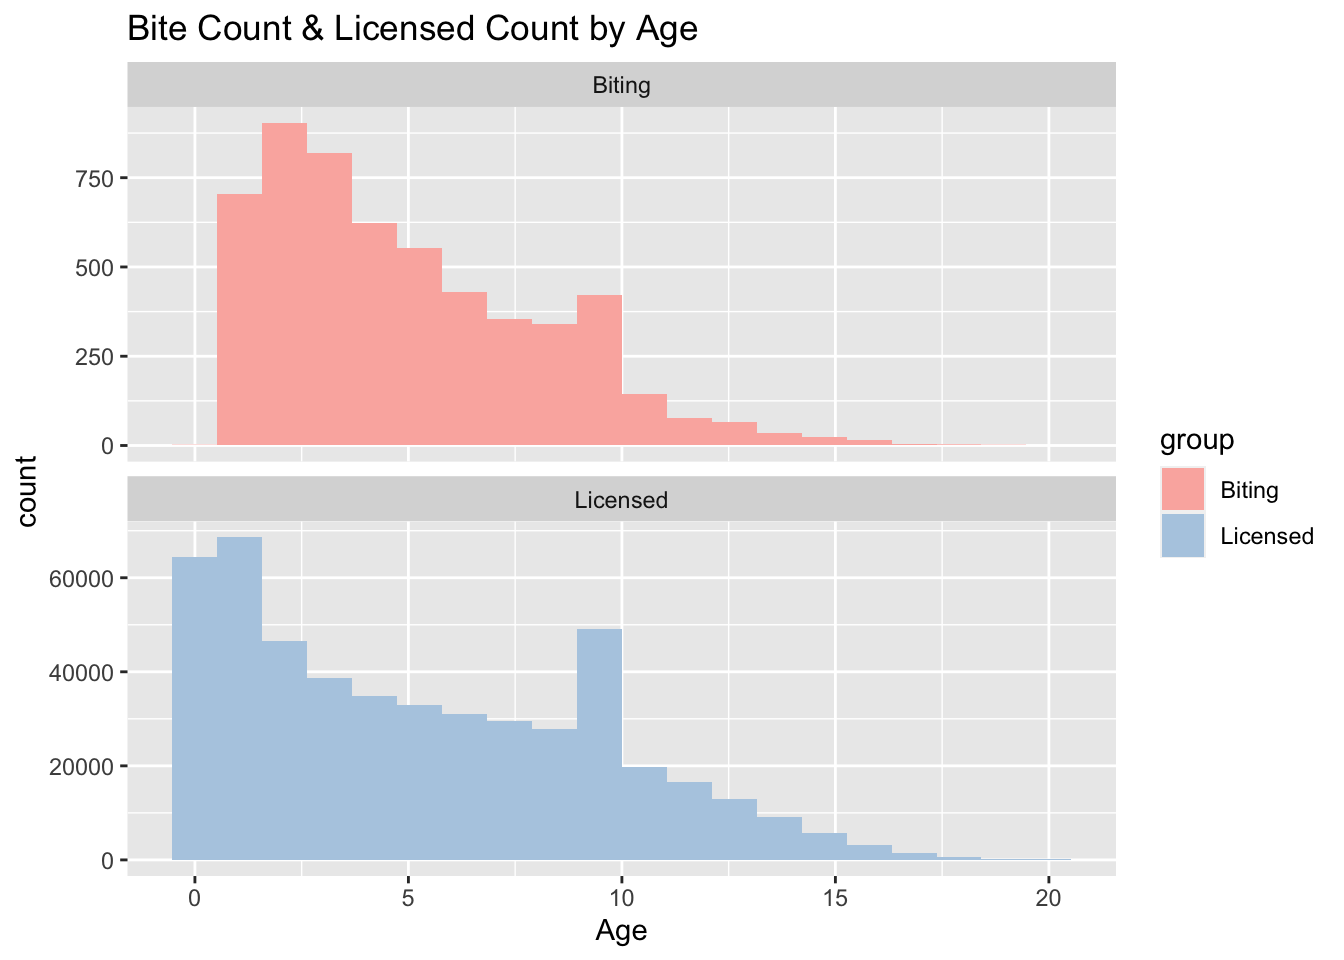 Bite Count & Licensed Count by Age
Biting
750
500
250
0
count
Licensed
60000
40000
20000
0
0 5 10 15 20
Age
group
Biting
Licensed